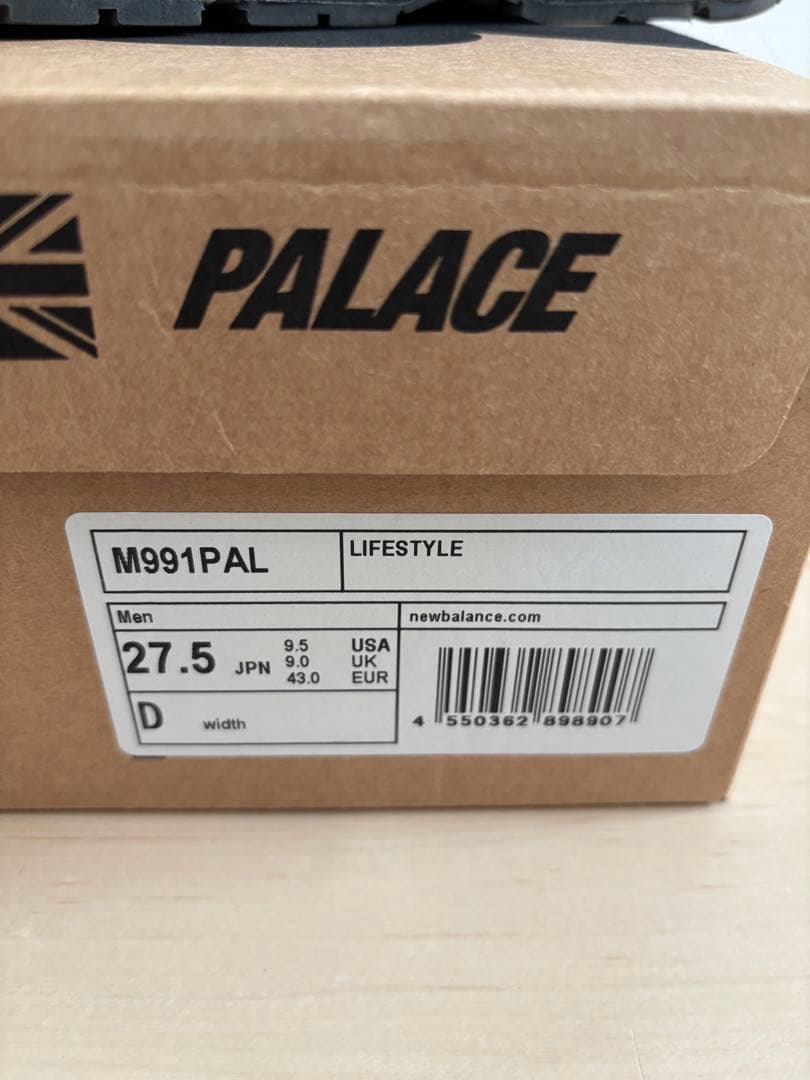 PALACE
M991PAL
LIFESTYLE
Men
newbalance.com
27.5 JPN
9.5 USA
9.0 UK
43.0 EUR
D width
4 550362 898907